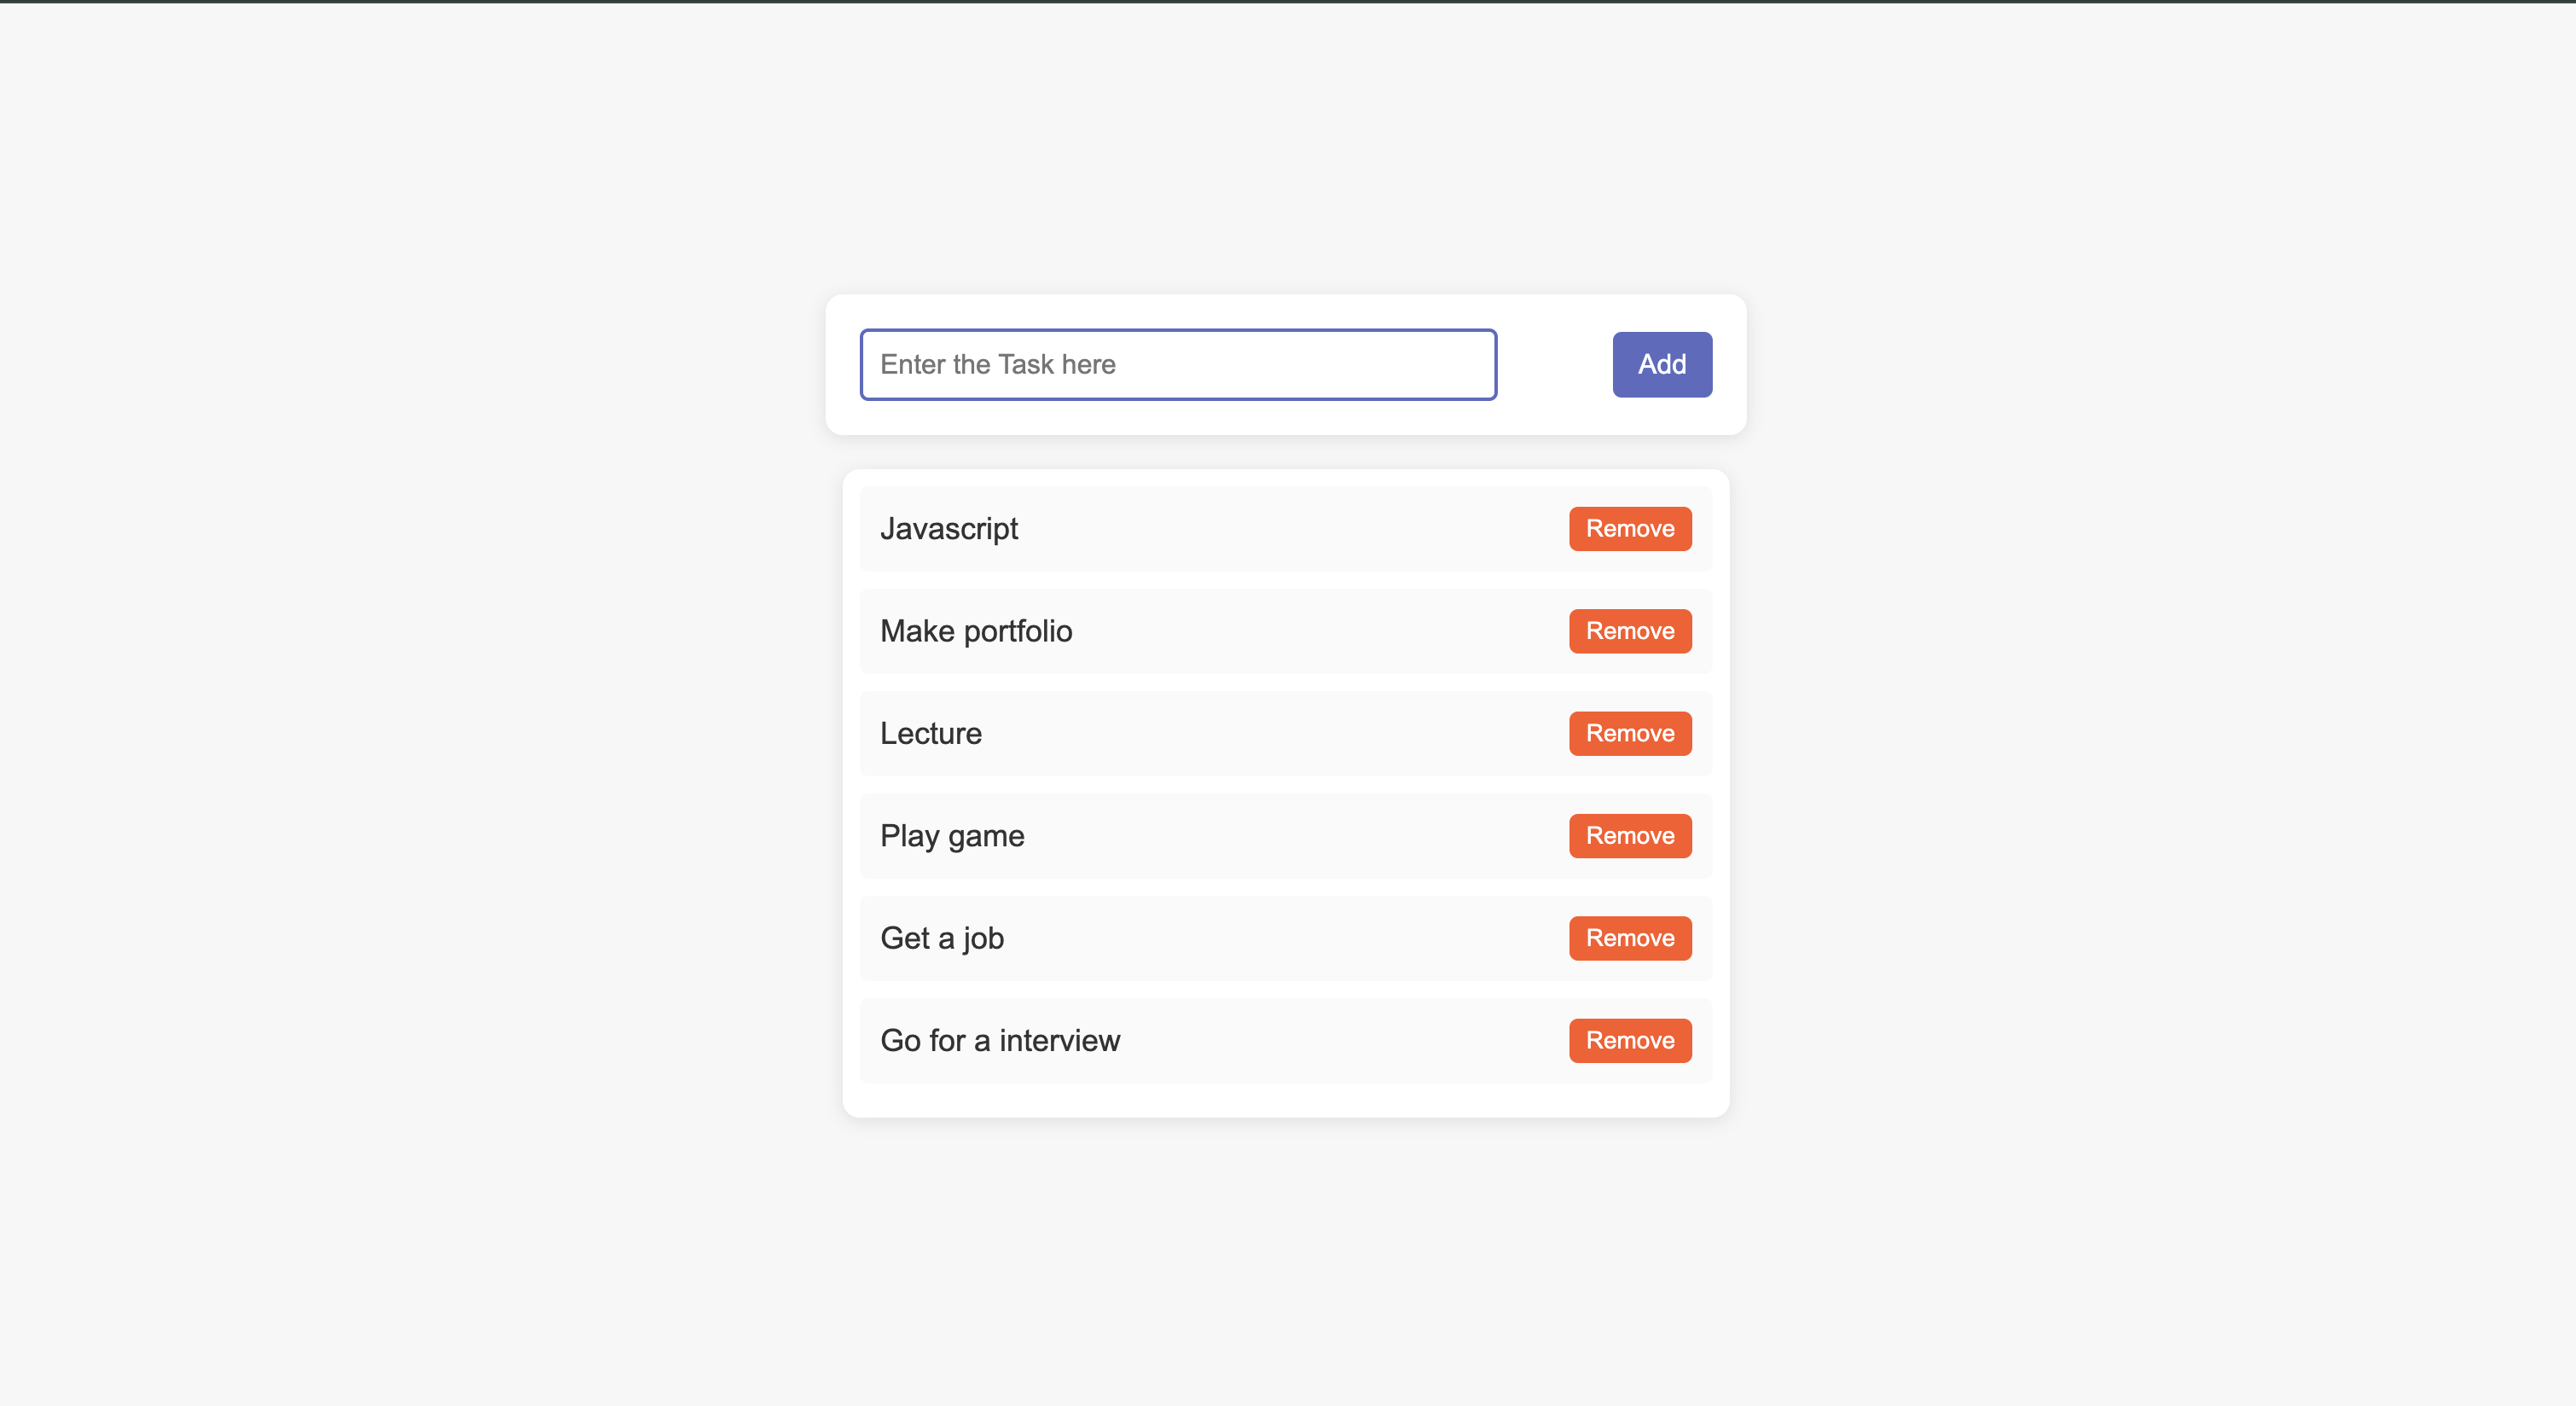 Enter the Task here
Add
Javascript
Remove
Make portfolio
Remove
Lecture
Remove
Play game
Remove
Get a job
Remove
Go for a interview
Remove